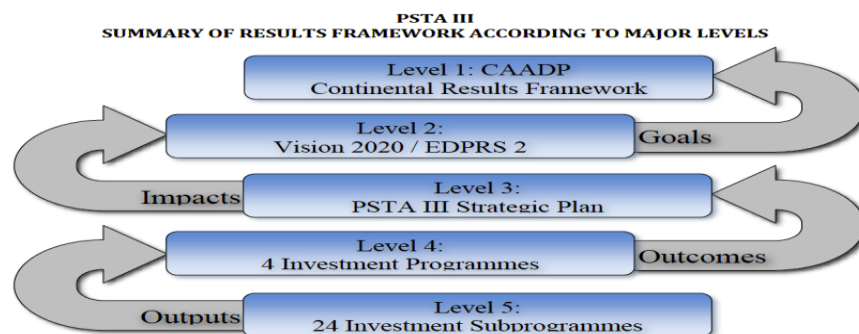 PSTA III
SUMMARY OF RESULTS FRAMEWORK ACCORDING TO MAJOR LEVELS
Level 1: CAADP
Continental Results Framework
Level 2:
Vision 2020 / EDPRS 2
Goals
Level 3:
PSTA III Strategic Plan
Impacts
Level 4:
4 Investment Programmes
Outcomes
Level 5:
24 Investment Subprogrammes
Outputs